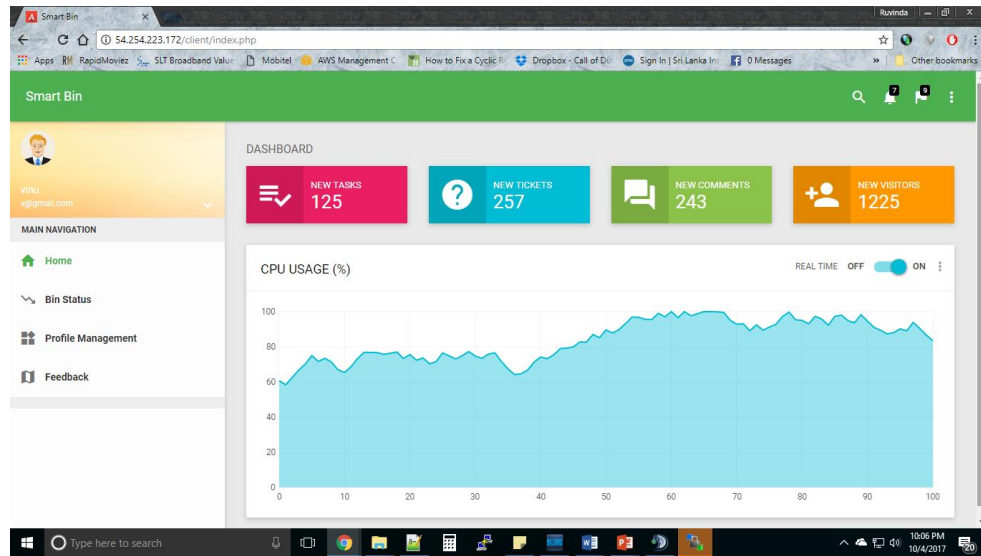 Smart Bin
Ruvinda
54.254.223.172/client/index.php
Apps RM RapidMoviez SLT Broadband Value Mobitel AWS Management C How to Fix a Cyclic R Dropbox - Call of Du Sign In | Sri Lanka In 0 Messages » Other bookmarks
Smart Bin
7 9
vinu
v@gmail.com
MAIN NAVIGATION
Home
Bin Status
Profile Management
Feedback
DASHBOARD
NEW TASKS
125
NEW TICKETS
257
NEW COMMENTS
243
NEW VISITORS
1225
CPU USAGE (%)
REAL TIME OFF ON
100
80
60
40
20
0
0 10 20 30 40 50 60 70 80 90 100
Type here to search
10:06 PM
10/4/2017
20